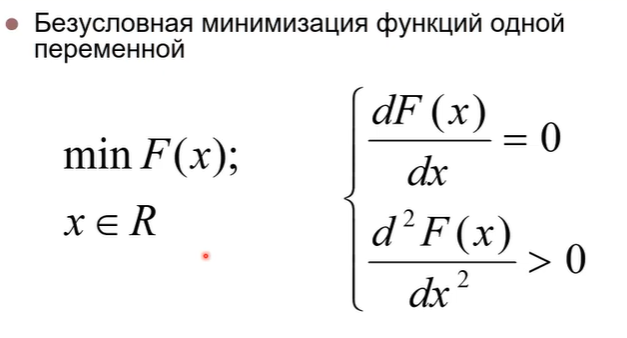 Безусловная минимизация функций одной
переменной
min F(x);
x ∈ R
dF(x)/dx = 0
d²F(x)/dx² > 0